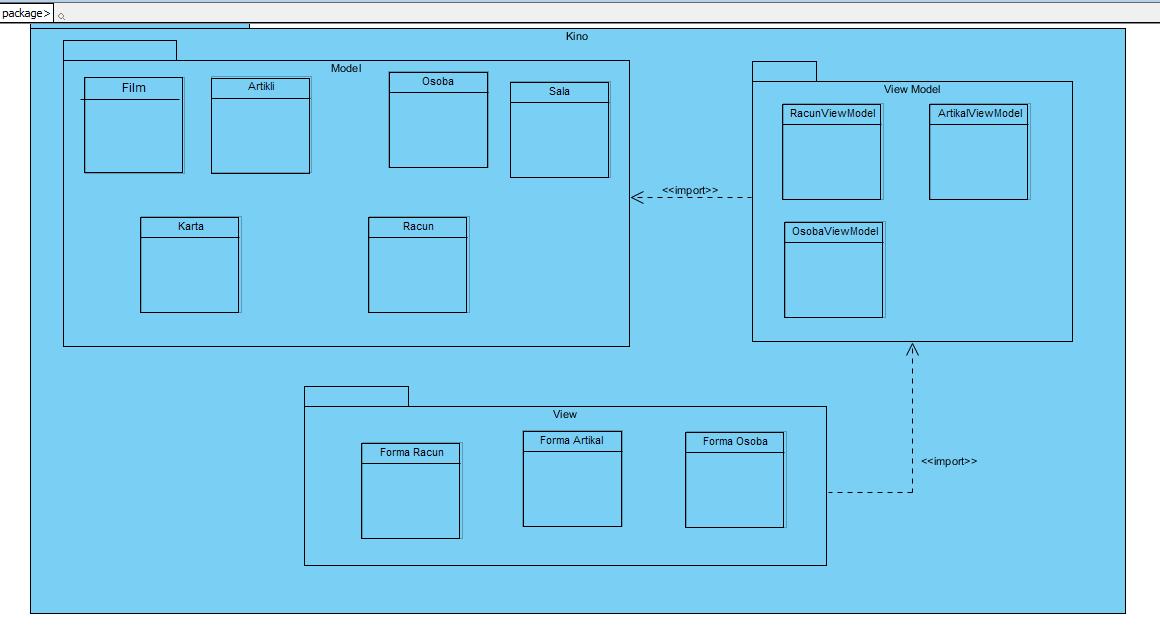 package>
Kino
Model
Film
Artikli
Osoba
Sala
Karta
Racun
<<import>>
View Model
RacunViewModel
ArtikalViewModel
OsobaViewModel
View
Forma Racun
Forma Artikal
Forma Osoba
<<import>>